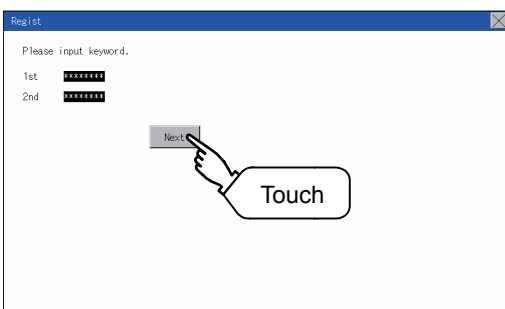 Regist
Please input keyword.
1st ********
2nd ********
Next
Touch